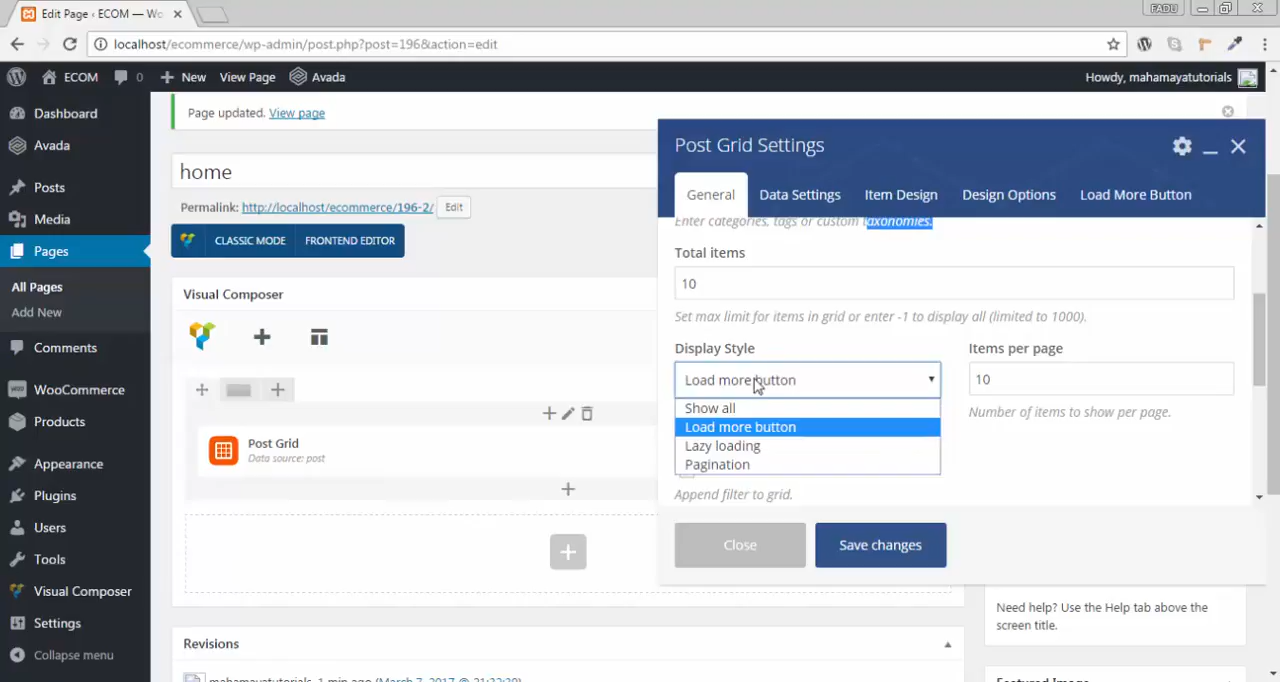 Edit Page ‹ ECOM — Wo
FADU
localhost/ecommerce/wp-admin/post.php?post=196&action=edit
ECOM 0 New View Page Avada Howdy, mahamayatutorials
Dashboard
Avada
Posts
Media
Pages
All Pages
Add New
Comments
WooCommerce
Products
Appearance
Plugins
Users
Tools
Visual Composer
Settings
Collapse menu
Page updated. View page
home
Permalink: http://localhost/ecommerce/196-2/ Edit
CLASSIC MODE FRONTEND EDITOR
Visual Composer
Post Grid
Data source: post
Revisions
mahamayatutorials, 1 min ago (March 7, 2017 @ 21:22:29)
Post Grid Settings
General Data Settings Item Design Design Options Load More Button
Enter categories, tags or custom taxonomies.
Total items
10
Set max limit for items in grid or enter -1 to display all (limited to 1000).
Display Style Items per page
Load more button 10
Show all
Load more button
Lazy loading
Pagination
Number of items to show per page.
Append filter to grid.
Close Save changes
Need help? Use the Help tab above the
screen title.
Featured Image